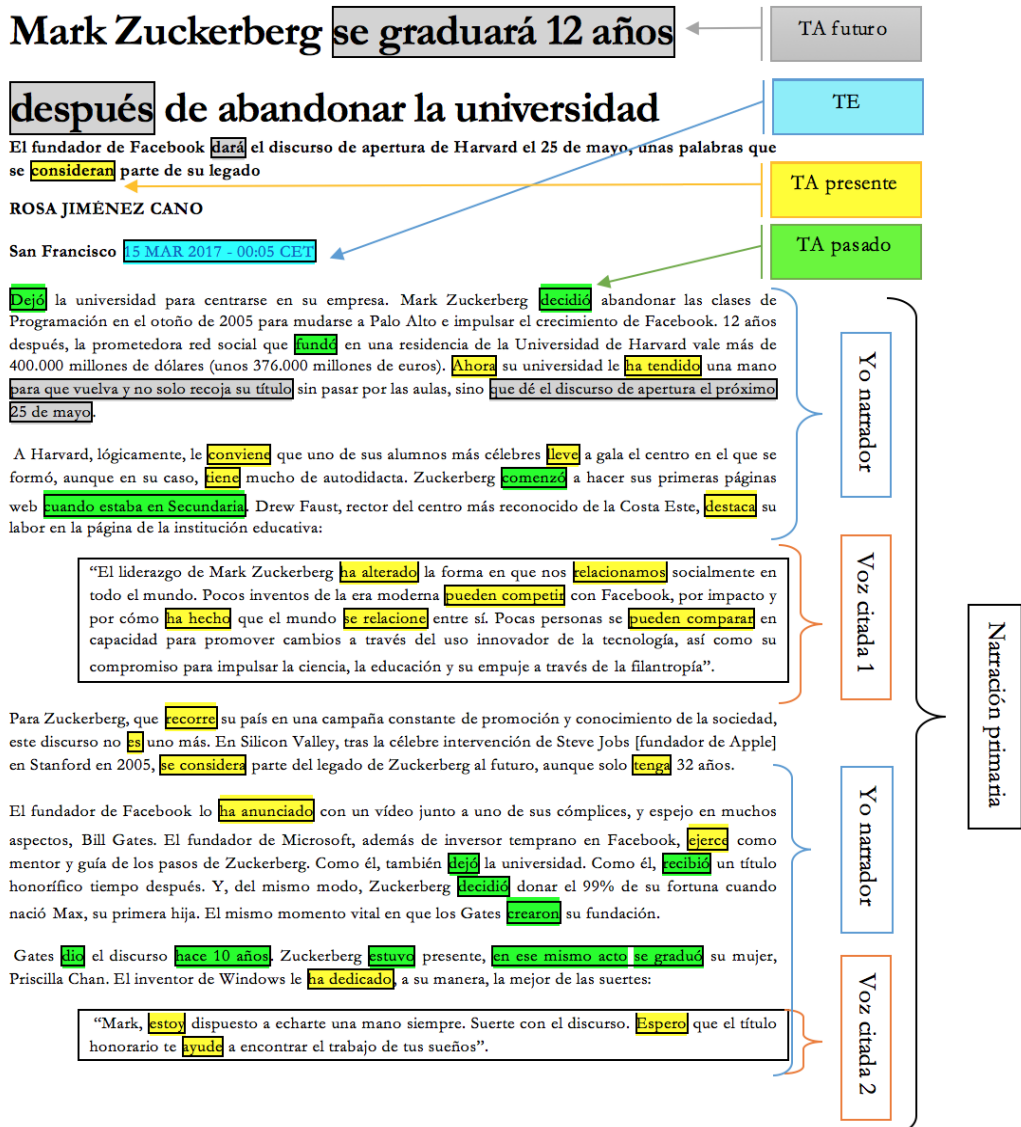 Mark Zuckerberg se graduará 12 años
TA futuro
después de abandonar la universidad
TE
El fundador de Facebook dará el discurso de apertura de Harvard el 25 de mayo, unas palabras que
se consideran parte de su legado
TA presente
ROSA JIMÉNEZ CANO
San Francisco 15 MAR 2017 - 00:05 CET
TA pasado
Dejó la universidad para centrarse en su empresa. Mark Zuckerberg decidió abandonar las clases de
Programación en el otoño de 2005 para mudarse a Palo Alto e impulsar el crecimiento de Facebook. 12 años
después, la prometedora red social que fundó en una residencia de la Universidad de Harvard vale más de
400.000 millones de dólares (unos 376.000 millones de euros). Ahora su universidad le ha tendido una mano
para que vuelva y no solo recoja su título sin pasar por las aulas, sino que dé el discurso de apertura el próximo
25 de mayo.
Yo narrador
A Harvard, lógicamente, le conviene que uno de sus alumnos más célebres lleve a gala el centro en el que se
formó, aunque en su caso, tiene mucho de autodidacta. Zuckerberg comenzó a hacer sus primeras páginas
web cuando estaba en Secundaria. Drew Faust, rector del centro más reconocido de la Costa Este, destaca su
labor en la página de la institución educativa:
“El liderazgo de Mark Zuckerberg ha alterado la forma en que nos relacionamos socialmente en
todo el mundo. Pocos inventos de la era moderna pueden competir con Facebook, por impacto y
por cómo ha hecho que el mundo se relacione entre sí. Pocas personas se pueden comparar en
capacidad para promover cambios a través del uso innovador de la tecnología, así como su
compromiso para impulsar la ciencia, la educación y su empuje a través de la filantropía”.
Voz citada 1
Narración primaria
Para Zuckerberg, que recorre su país en una campaña constante de promoción y conocimiento de la sociedad,
este discurso no es uno más. En Silicon Valley, tras la célebre intervención de Steve Jobs [fundador de Apple]
en Stanford en 2005, se considera parte del legado de Zuckerberg al futuro, aunque solo tenga 32 años.
El fundador de Facebook lo ha anunciado con un vídeo junto a uno de sus cómplices, y espejo en muchos
aspectos, Bill Gates. El fundador de Microsoft, además de inversor temprano en Facebook, ejerce como
mentor y guía de los pasos de Zuckerberg. Como él, también dejó la universidad. Como él, recibió un título
honorífico tiempo después. Y, del mismo modo, Zuckerberg decidió donar el 99% de su fortuna cuando
nació Max, su primera hija. El mismo momento vital en que los Gates crearon su fundación.
Yo narrador
Gates dio el discurso hace 10 años. Zuckerberg estuvo presente, en ese mismo acto se graduó su mujer,
Priscilla Chan. El inventor de Windows le ha dedicado, a su manera, la mejor de las suertes:
“Mark, estoy dispuesto a echarte una mano siempre. Suerte con el discurso. Espero que el título
honorario te ayude a encontrar el trabajo de tus sueños”.
Voz citada 2